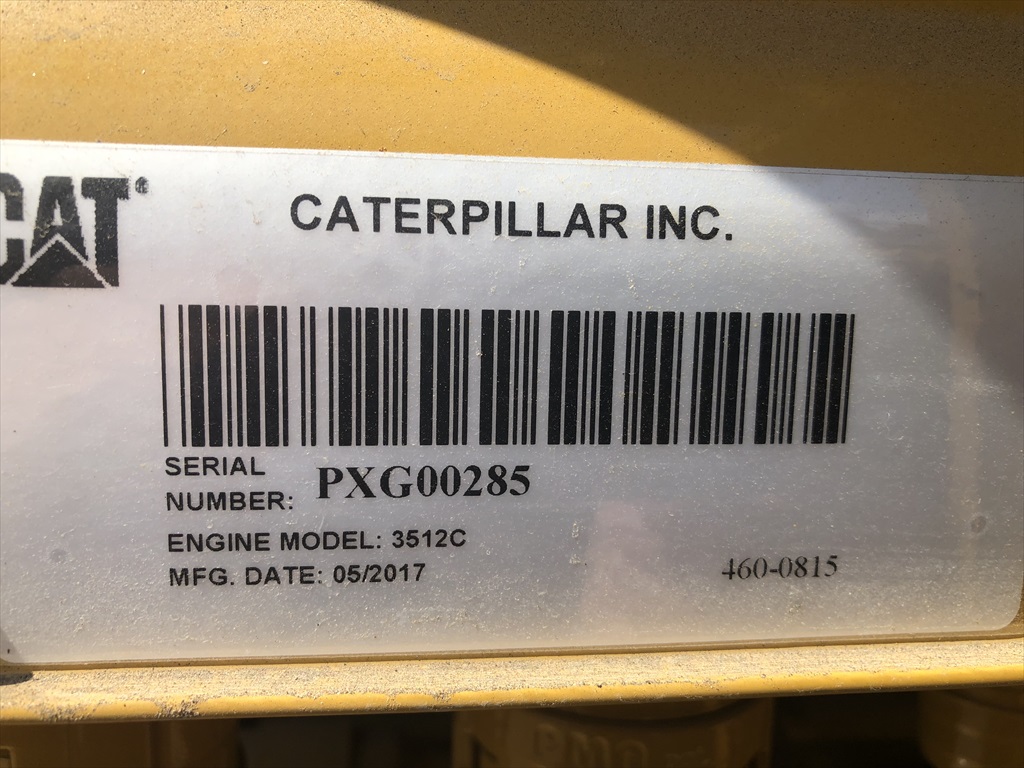 CAT®
CATERPILLAR INC.
SERIAL
NUMBER: PXG00285
ENGINE MODEL: 3512C
MFG. DATE: 05/2017
460-0815